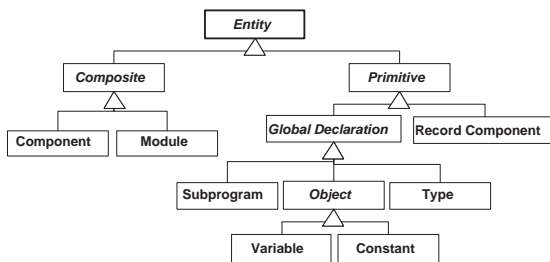 Entity
Composite
Primitive
Component
Module
Global Declaration
Record Component
Subprogram
Object
Type
Variable
Constant